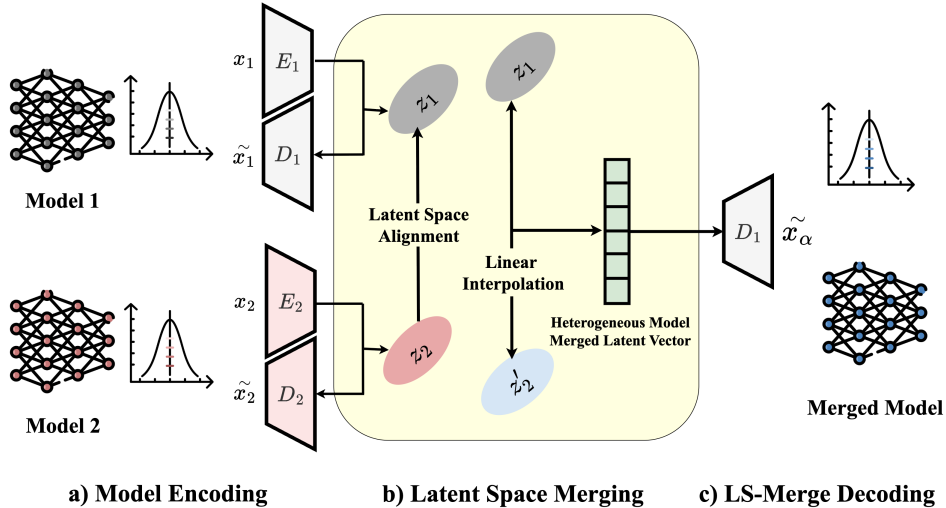 x₁
E₁
z₁
z₁
x̃₁
D₁
Model 1
Latent Space
Alignment
D₁
x̃_α
Linear
Interpolation
x₂
E₂
Heterogeneous Model
Merged Latent Vector
z₂
z₂′
x̃₂
D₂
Model 2
Merged Model
a) Model Encoding
b) Latent Space Merging
c) LS-Merge Decoding